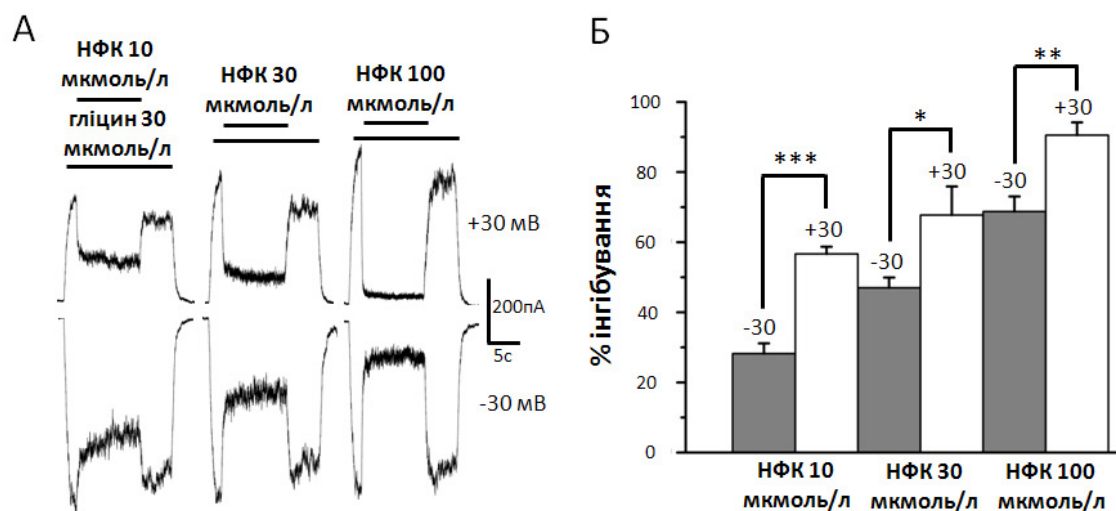 А
НФК 10
мкмоль/л
гліцин 30
мкмоль/л
НФК 30
мкмоль/л
НФК 100
мкмоль/л
+30 мВ
200пА
5с
-30 мВ
Б
% інгібування
100
80
60
40
20
0
***
-30
+30
*
-30
+30
**
-30
+30
НФК 10
мкмоль/л
НФК 30
мкмоль/л
НФК 100
мкмоль/л